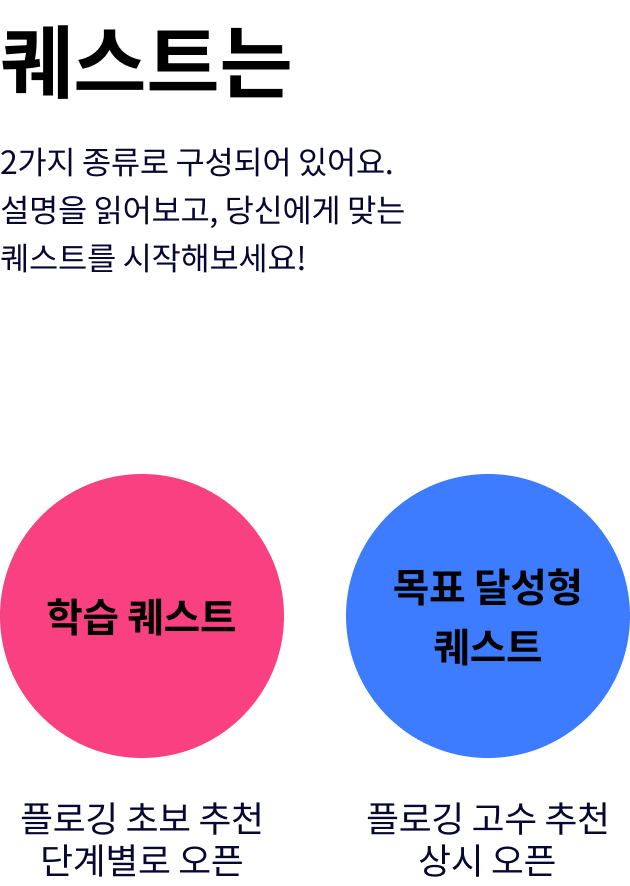 퀘스트는
2가지 종류로 구성되어 있어요.
설명을 읽어보고, 당신에게 맞는
퀘스트를 시작해보세요!
학습 퀘스트
목표 달성형
퀘스트
플로깅 초보 추천
단계별로 오픈
플로깅 고수 추천
상시 오픈